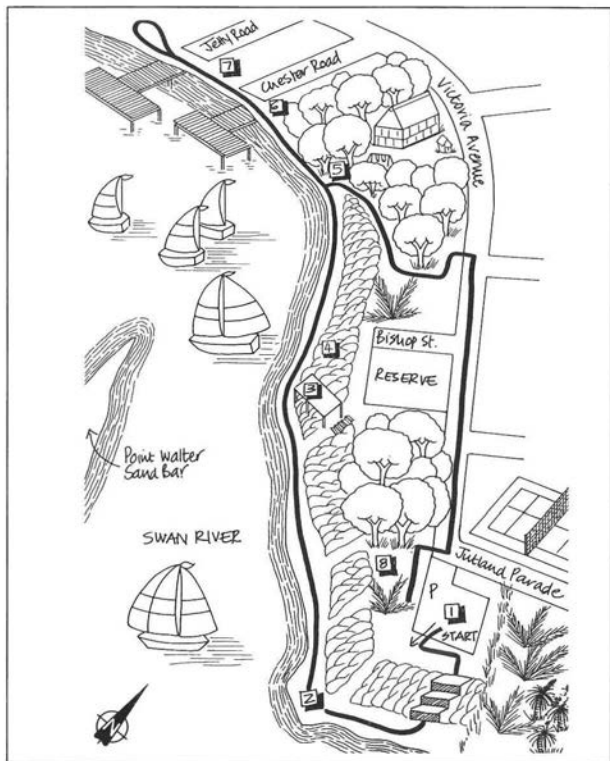 Jetty Road
7
Chester Road
6
Victoria Avenue
5
Bishop St.
4
RESERVE
3
Point Walter
Sand Bar
SWAN RIVER
Jutland Parade
8
P
1
START
2